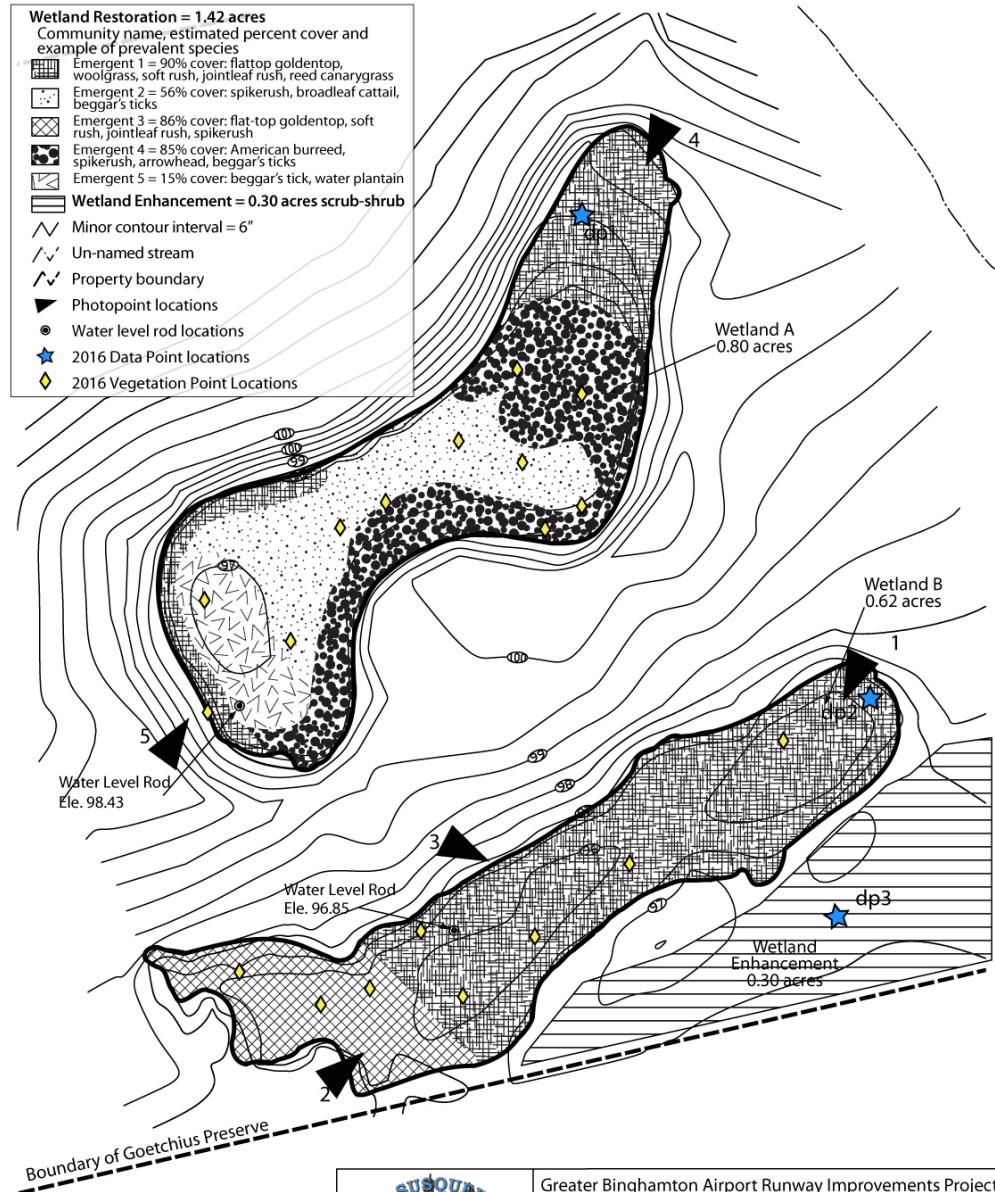 Wetland Restoration = 1.42 acres
Community name, estimated percent cover and
example of prevalent species
Emergent 1 = 90% cover: flattop goldentop,
woolgrass, soft rush, jointleaf rush, reed canarygrass
Emergent 2 = 56% cover: spikerush, broadleaf cattail,
beggar's ticks
Emergent 3 = 86% cover: flat-top goldentop, soft
rush, jointleaf rush, spikerush
Emergent 4 = 85% cover: American burreed,
spikerush, arrowhead, beggar's ticks
Emergent 5 = 15% cover: beggar's tick, water plantain
Wetland Enhancement = 0.30 acres scrub-shrub
Minor contour interval = 6"
Un-named stream
Property boundary
Photopoint locations
Water level rod locations
2016 Data Point locations
2016 Vegetation Point Locations
4
dp1
Wetland A
0.80 acres
101
100
99
97
Wetland B
0.62 acres
100
1
dp2
5
99
Water Level Rod
Ele. 98.43
98
3
Water Level Rod
Ele. 96.85
97
dp3
Wetland
Enhancement
0.30 acres
2
Boundary of Goetchius Preserve
Greater Binghamton Airport Runway Improvements Project